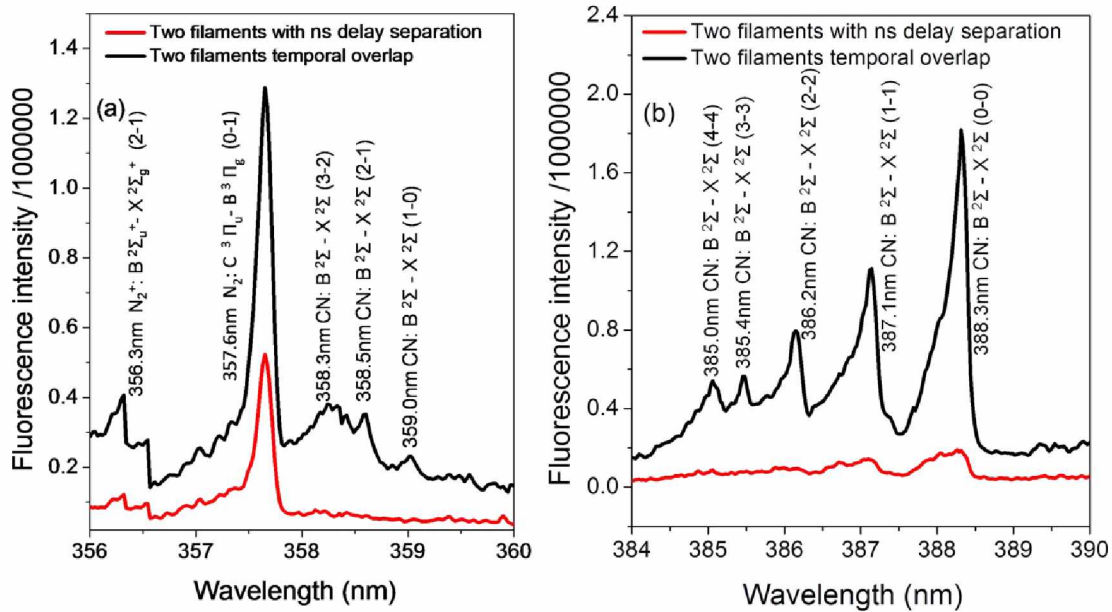 Two filaments with ns delay separation
Two filaments temporal overlap
(a)
Fluorescence intensity /1000000
1.4
1.2
1.0
0.8
0.6
0.4
0.2
356.3nm N₂⁺: B ²Σᵤ⁺- X ²Σg⁺ (2-1)
357.6nm N₂: C ³Πᵤ- B ³Πg (0-1)
358.3nm CN: B ²Σ - X ²Σ (3-2)
358.5nm CN: B ²Σ - X ²Σ (2-1)
359.0nm CN: B ²Σ - X ²Σ (1-0)
356 357 358 359 360
Wavelength (nm)
Two filaments with ns delay separation
Two filaments temporal overlap
(b)
Fluorescence intensity /1000000
2.4
2.0
1.6
1.2
0.8
0.4
0.0
385.0nm CN: B ²Σ - X ²Σ (4-4)
385.4nm CN: B ²Σ - X ²Σ (3-3)
386.2nm CN: B ²Σ - X ²Σ (2-2)
387.1nm CN: B ²Σ - X ²Σ (1-1)
388.3nm CN: B ²Σ - X ²Σ (0-0)
384 385 386 387 388 389 390
Wavelength (nm)